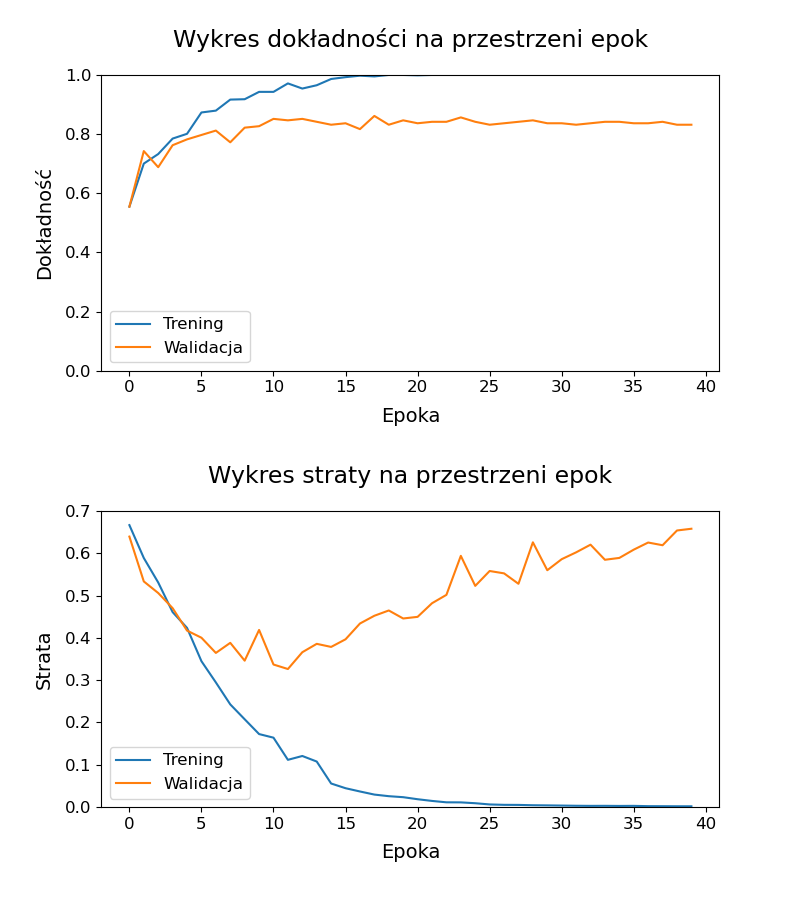 Wykres dokładności na przestrzeni epok
1.0
0.8
0.6
0.4
0.2
0.0
Dokładność
Trening
Walidacja
0 5 10 15 20 25 30 35 40
Epoka
Wykres straty na przestrzeni epok
0.7
0.6
0.5
0.4
0.3
0.2
0.1
0.0
Strata
Trening
Walidacja
0 5 10 15 20 25 30 35 40
Epoka